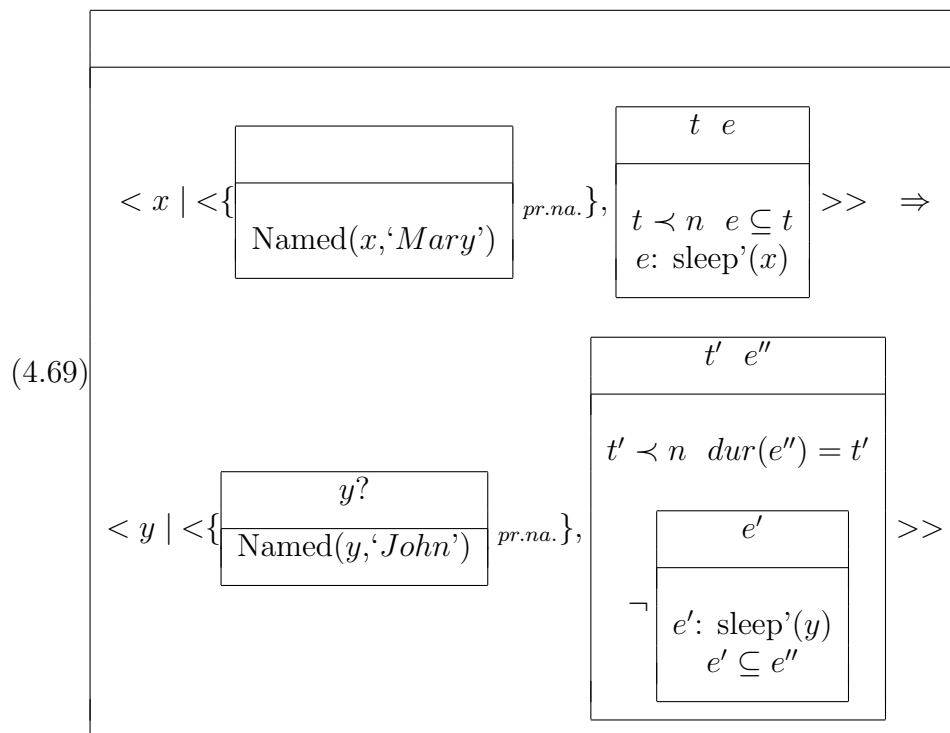 t e
< x | <{
Named(x,‘Mary’)
pr.na.},
t ≺ n e ⊆ t
e: sleep’(x)
>> ⇒
(4.69)
t′ e′′
t′ ≺ n dur(e′′) = t′
< y | <{
y?
Named(y,‘John’)
pr.na.},
e′
¬
e′: sleep’(y)
e′ ⊆ e′′
>>